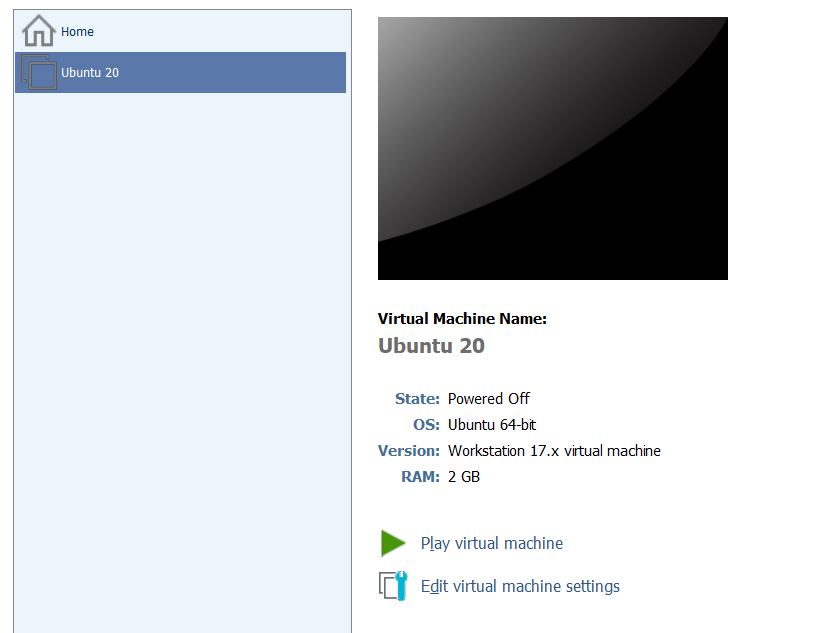 Home
Ubuntu 20
Virtual Machine Name:
Ubuntu 20
State: Powered Off
OS: Ubuntu 64-bit
Version: Workstation 17.x virtual machine
RAM: 2 GB
Play virtual machine
Edit virtual machine settings